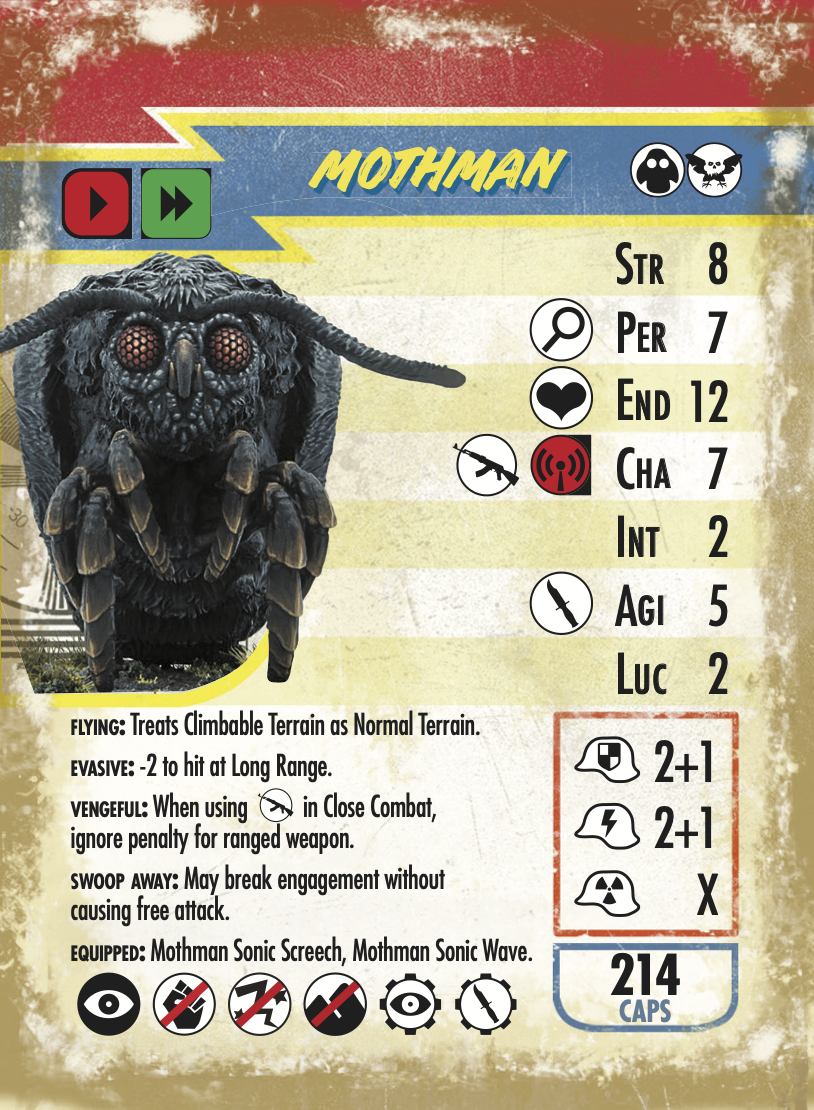 MOTHMAN
STR 8
PER 7
END 12
CHA 7
INT 2
AGI 5
LUC 2
30
FLYING: Treats Climbable Terrain as Normal Terrain.
EVASIVE: -2 to hit at Long Range.
VENGEFUL: When using in Close Combat,
ignore penalty for ranged weapon.
SWOOP AWAY: May break engagement without
causing free attack.
EQUIPPED: Mothman Sonic Screech, Mothman Sonic Wave.
2+1
2+1
X
214
CAPS